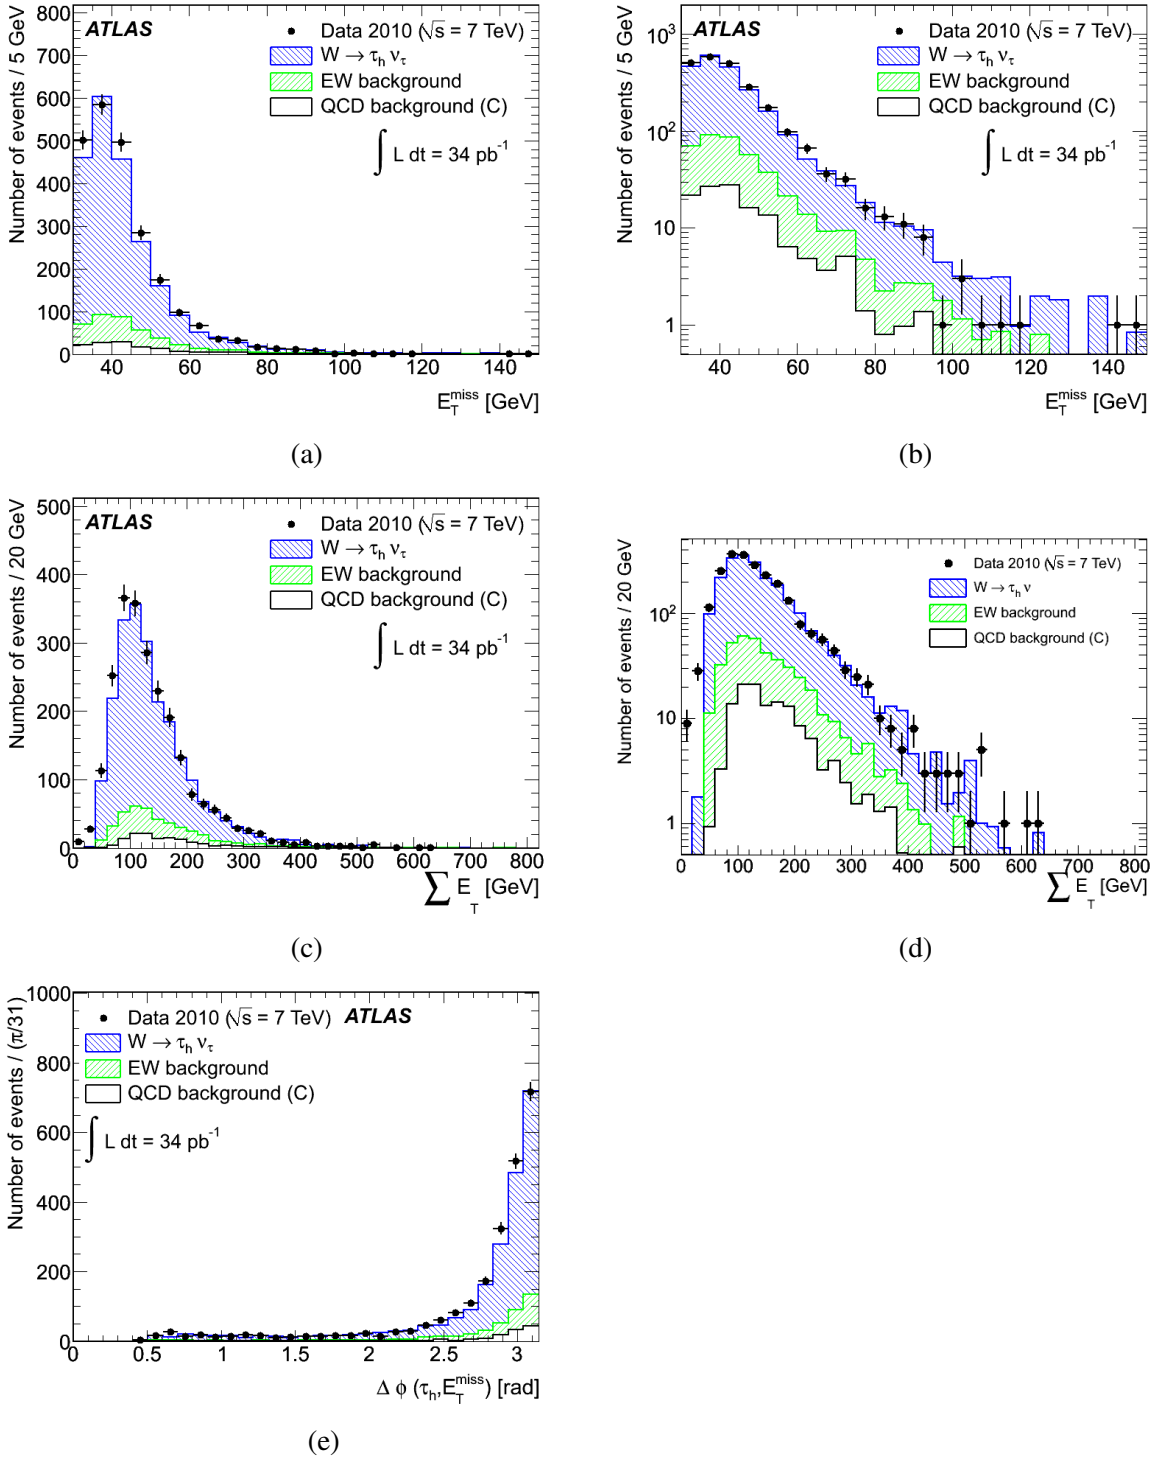 ATLAS
Data 2010 (√s = 7 TeV)
W → τh ντ
EW background
QCD background (C)
∫ L dt = 34 pb-1
Number of events / 5 GeV
800
700
600
500
400
300
200
100
0
40 60 80 100 120 140
ETmiss [GeV]
(a)
ATLAS
Data 2010 (√s = 7 TeV)
W → τh ντ
EW background
QCD background (C)
∫ L dt = 34 pb-1
Number of events / 5 GeV
103
102
10
1
40 60 80 100 120 140
ETmiss [GeV]
(b)
ATLAS
Data 2010 (√s = 7 TeV)
W → τh ντ
EW background
QCD background (C)
∫ L dt = 34 pb-1
Number of events / 20 GeV
500
400
300
200
100
0
0 100 200 300 400 500 600 700 800
∑ ET [GeV]
(c)
Data 2010 (√s = 7 TeV)
W → τh ν
EW background
QCD background (C)
Number of events / 20 GeV
102
10
1
0 100 200 300 400 500 600 700 800
∑ ET [GeV]
(d)
Data 2010 (√s = 7 TeV) ATLAS
W → τh ντ
EW background
QCD background (C)
∫ L dt = 34 pb-1
Number of events / (π/31)
1000
800
600
400
200
0
0 0.5 1 1.5 2 2.5 3
Δ ϕ (τh,ETmiss) [rad]
(e)